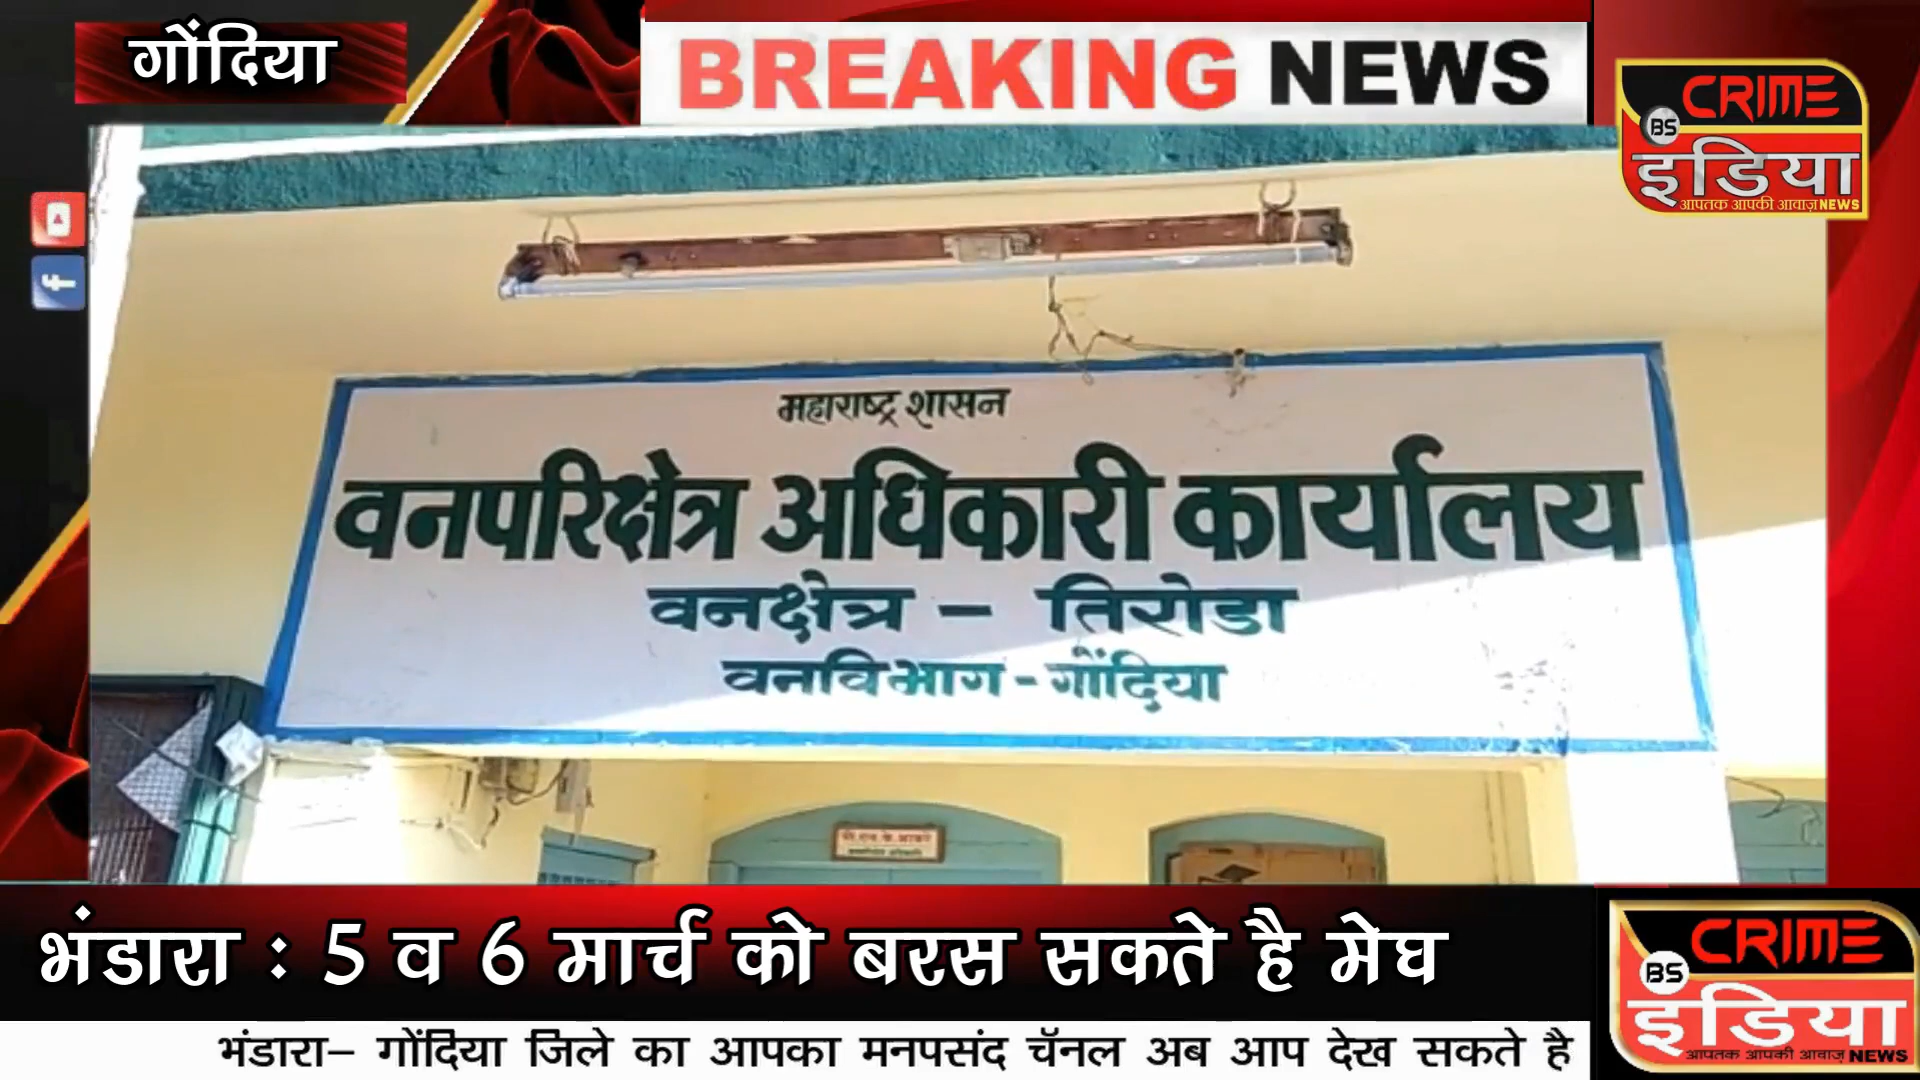 गोंदिया
BREAKING NEWS
CRIME
BS
इंडिया
आपतक आपकी आवाज़ NEWS
महाराष्ट्र शासन
वनपरिक्षेत्र अधिकारी कार्यालय
वनक्षेत्र - तिरोडा
वनविभाग - गोंदिया
भंडारा : 5 व 6 मार्च को बरस सकते है मेघ
CRIME
BS
इंडिया
आपतक आपकी आवाज़ NEWS
भंडारा– गोंदिया जिले का आपका मनपसंद चॅनल अब आप देख सकते है